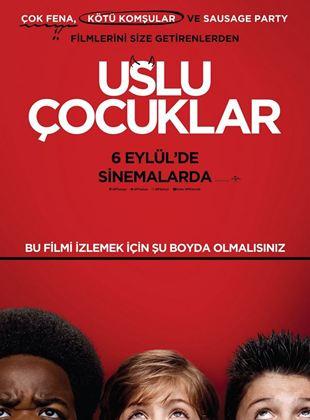 ÇOK FENA, KÖTÜ KOMŞULAR VE SAUSAGE PARTY
FİLMLERİNİ SİZE GETİRENLERDEN
USLU
ÇOCUKLAR
6 EYLÜL'DE
SİNEMALARDA
BU FİLMİ İZLEMEK İÇİN ŞU BOYDA OLMALISINIZ